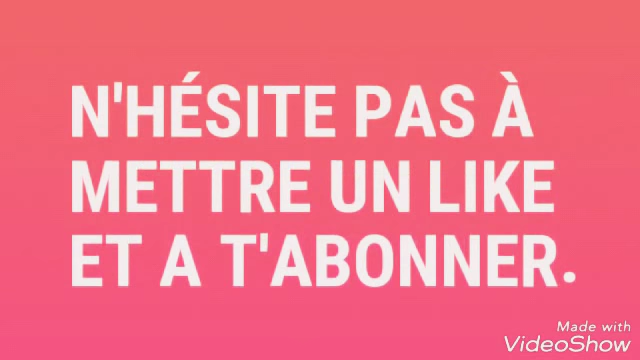 N'HÉSITE PAS À
METTRE UN LIKE
ET A T'ABONNER.
Made with
VideoShow